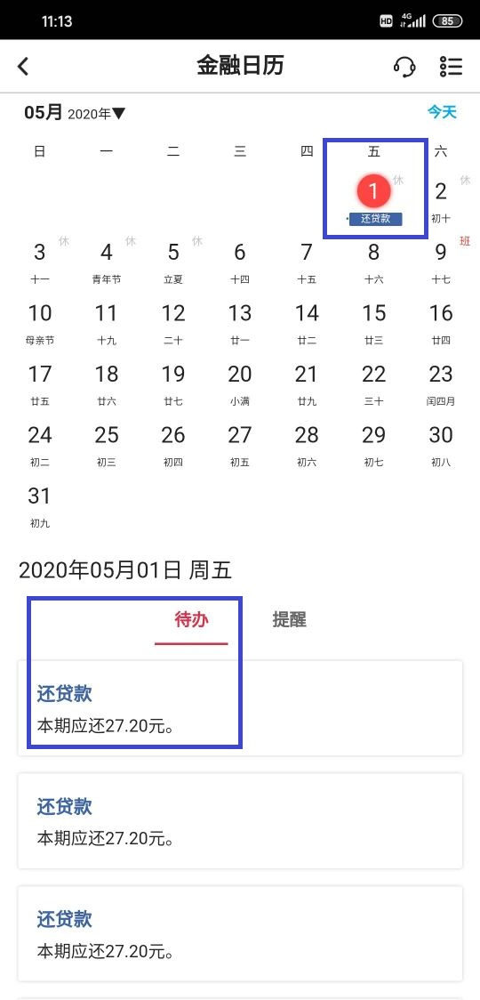 11:13 HD 4G 85
金融日历
05月 2020年▼ 今天
日 一 二 三 四 五 六
1 休 2 休
还贷款 初十
3 休 4 休 5 休 6 7 8 9 班
十一 青年节 立夏 十四 十五 十六 十七
10 11 12 13 14 15 16
母亲节 十九 二十 廿一 廿二 廿三 廿四
17 18 19 20 21 22 23
廿五 廿六 廿七 小满 廿九 三十 闰四月
24 25 26 27 28 29 30
初二 初三 初四 初五 初六 初七 初八
31
初九
2020年05月01日 周五
待办 提醒
还贷款
本期应还27.20元。
还贷款
本期应还27.20元。
还贷款
本期应还27.20元。